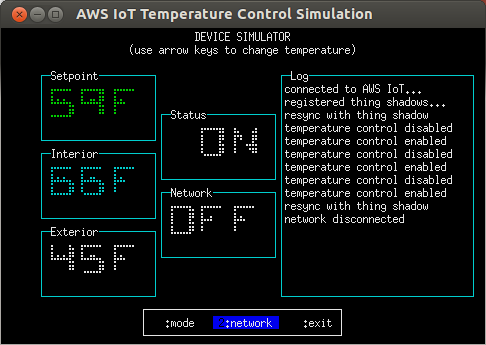 AWS IoT Temperature Control Simulation
DEVICE SIMULATOR
(use arrow keys to change temperature)
Setpoint
59F
Interior
66F
Exterior
45F
Status
ON
Network
OFF
Log
connected to AWS IoT...
registered thing shadows...
resync with thing shadow
temperature control disabled
temperature control enabled
temperature control disabled
temperature control enabled
temperature control disabled
temperature control enabled
resync with thing shadow
network disconnected
:mode 2:network :exit